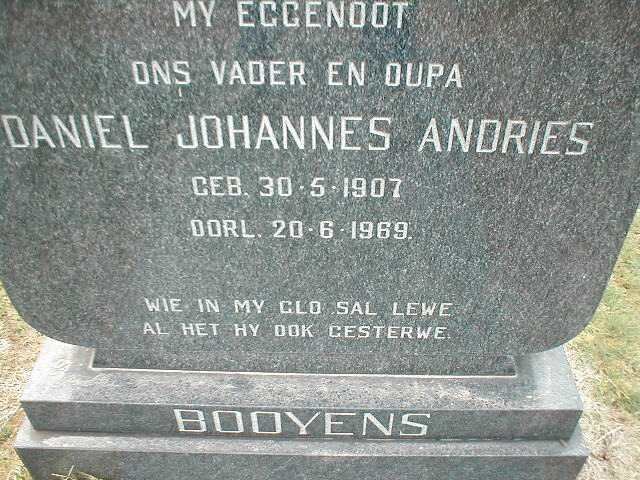 MY EGGENOOT
ONS VADER EN OUPA
DANIEL JOHANNES ANDRIES
GEB. 30·5·1907
OORL. 20·6·1969.
WIE IN MY GLO SAL LEWE
AL HET HY OOK GESTERWE.
BOOYENS